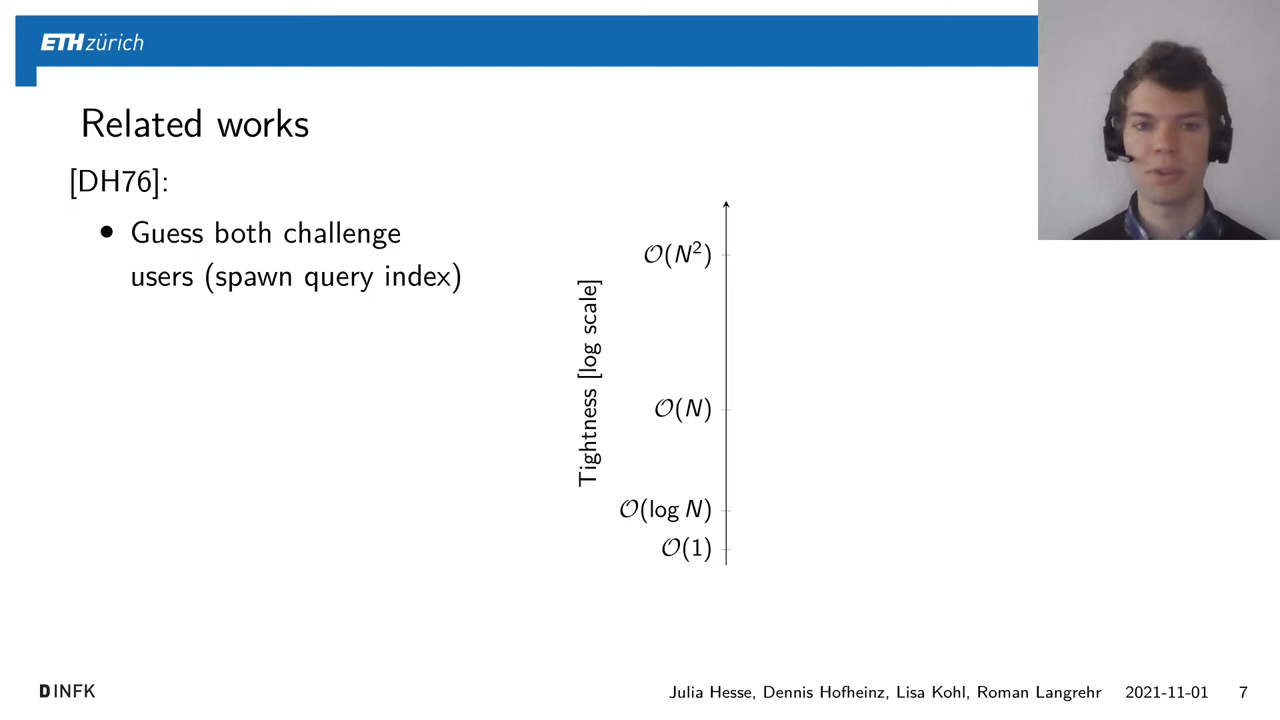 ETH zürich
Related works
[DH76]:
• Guess both challenge
users (spawn query index)
Tightness [log scale]
O(N²)
O(N)
O(log N)
O(1)
D INFK
Julia Hesse, Dennis Hofheinz, Lisa Kohl, Roman Langrehr 2021-11-01 7